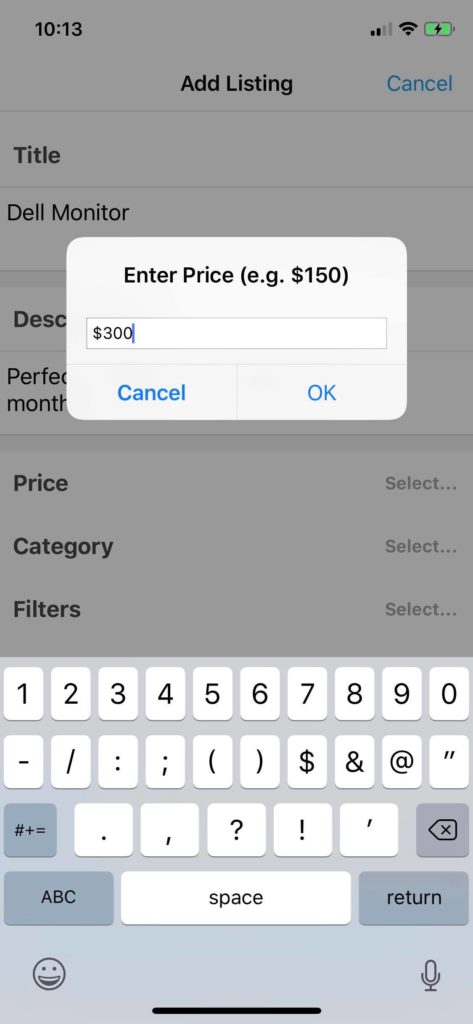 10:13
Add Listing
Cancel
Title
Dell Monitor
Enter Price (e.g. $150)
Desc
$300
Perfec
month
Cancel
OK
Price
Select...
Category
Select...
Filters
Select...
1 2 3 4 5 6 7 8 9 0
- / : ; ( ) $ & @ "
#+= . , ? ! '
ABC space return